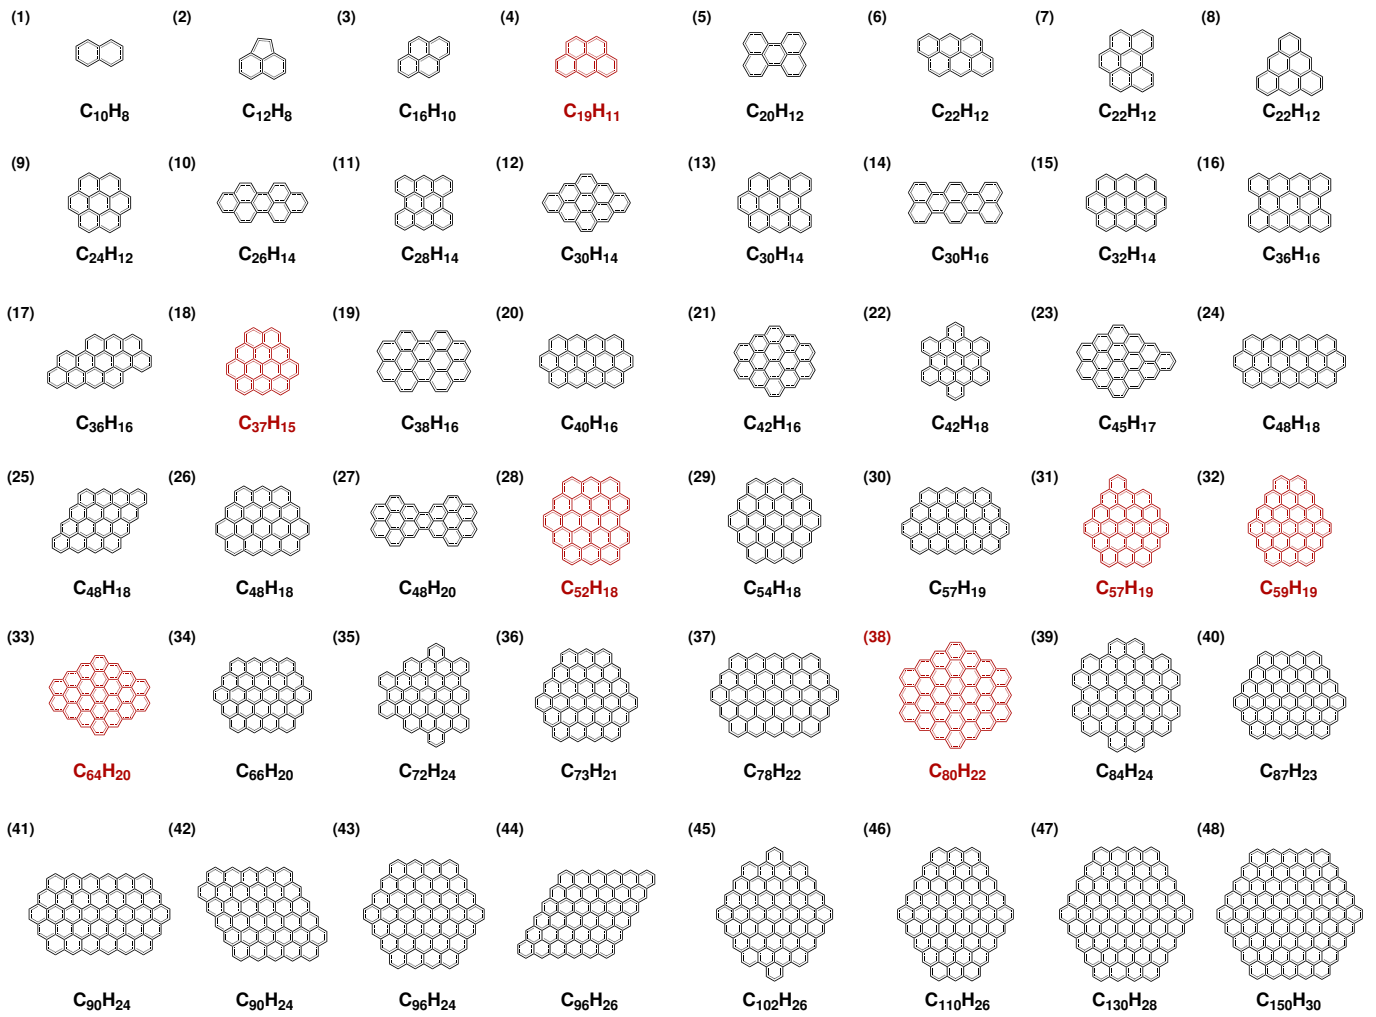 (1) (2) (3) (4) (5) (6) (7) (8)
C10H8 C12H8 C16H10 C19H11 C20H12 C22H12 C22H12 C22H12
(9) (10) (11) (12) (13) (14) (15) (16)
C24H12 C26H14 C28H14 C30H14 C30H14 C30H16 C32H14 C36H16
(17) (18) (19) (20) (21) (22) (23) (24)
C36H16 C37H15 C38H16 C40H16 C42H16 C42H18 C45H17 C48H18
(25) (26) (27) (28) (29) (30) (31) (32)
C48H18 C48H18 C48H20 C52H18 C54H18 C57H19 C57H19 C59H19
(33) (34) (35) (36) (37) (38) (39) (40)
C64H20 C66H20 C72H24 C73H21 C78H22 C80H22 C84H24 C87H23
(41) (42) (43) (44) (45) (46) (47) (48)
C90H24 C90H24 C96H24 C96H26 C102H26 C110H26 C130H28 C150H30